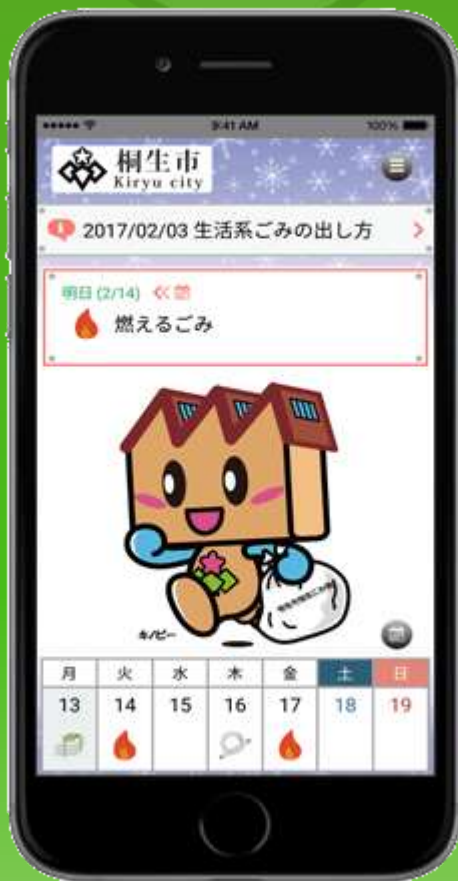 9:41 AM 100%
桐生市
Kiryu city
2017/02/03 生活系ごみの出し方
明日 (2/14)
燃えるごみ
キノピー
月 火 水 木 金 土 日
13 14 15 16 17 18 19